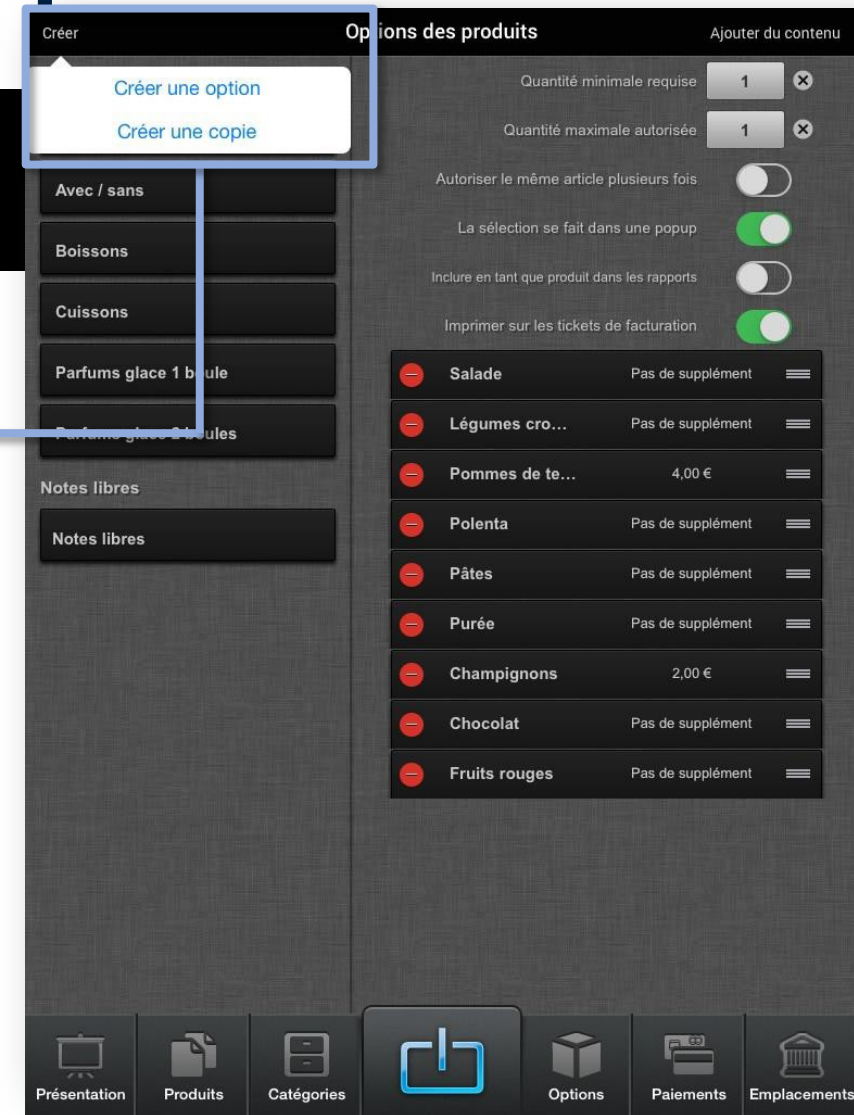 Créer
Options des produits
Ajouter du contenu
Créer une option
Créer une copie
Avec / sans
Boissons
Cuissons
Parfums glace 1 boule
Parfums glace 2 boules
Notes libres
Notes libres
Quantité minimale requise 1
Quantité maximale autorisée 1
Autoriser le même article plusieurs fois
La sélection se fait dans une popup
Inclure en tant que produit dans les rapports
Imprimer sur les tickets de facturation
Salade Pas de supplément
Légumes cro... Pas de supplément
Pommes de te... 4,00 €
Polenta Pas de supplément
Pâtes Pas de supplément
Purée Pas de supplément
Champignons 2,00 €
Chocolat Pas de supplément
Fruits rouges Pas de supplément
Présentation
Produits
Catégories
Options
Paiements
Emplacements